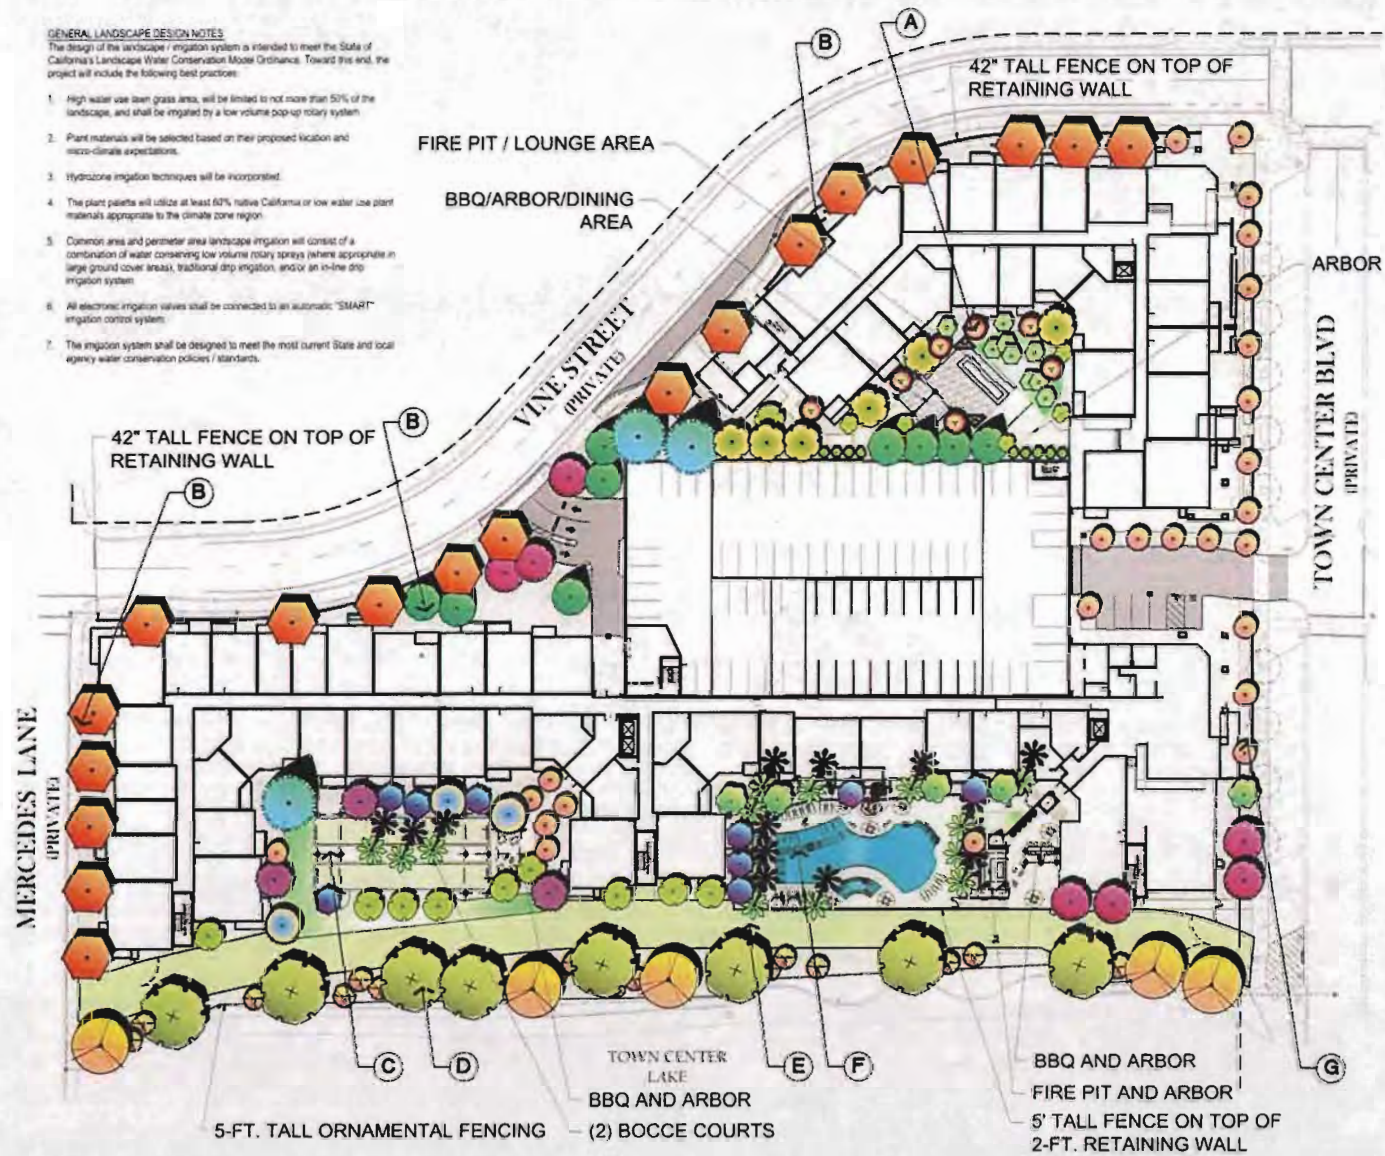 GENERAL LANDSCAPE DESIGN NOTES
The design of the landscape / irrigation system is intended to meet the State of
California's Landscape Water Conservation Model Ordinance. Toward this end, the
project will include the following best practices:
1. High water use lawn grass area, will be limited to not more than 50% of the
landscape, and shall be irrigated by a low volume pop-up rotary system
2. Plant materials will be selected based on their proposed location and
micro-climate expectations.
3. Hydrozone irrigation techniques will be incorporated.
4. The plant palette will utilize at least 60% native California or low water use plant
materials appropriate to the climate zone region.
5. Common area and perimeter area landscape irrigation will consist of a
combination of water conserving low volume rotary sprays (where appropriate in
large ground cover areas), traditional drip irrigation, and/or an in-line drip
irrigation system
6. All electronic irrigation valves shall be connected to an automatic "SMART"
irrigation control system.
7. The irrigation system shall be designed to meet the most current State and local
agency water conservation policies / standards.
A
B
42" TALL FENCE ON TOP OF
RETAINING WALL
FIRE PIT / LOUNGE AREA
BBQ/ARBOR/DINING
AREA
ARBOR
VINE STREET
(PRIVATE)
TOWN CENTER BLVD
(PRIVATE)
B
42" TALL FENCE ON TOP OF
RETAINING WALL
B
MERCEDES LANE
(PRIVATE)
C
D
TOWN CENTER
LAKE
E
F
G
BBQ AND ARBOR
(2) BOCCE COURTS
5-FT. TALL ORNAMENTAL FENCING
BBQ AND ARBOR
FIRE PIT AND ARBOR
5' TALL FENCE ON TOP OF
2-FT. RETAINING WALL